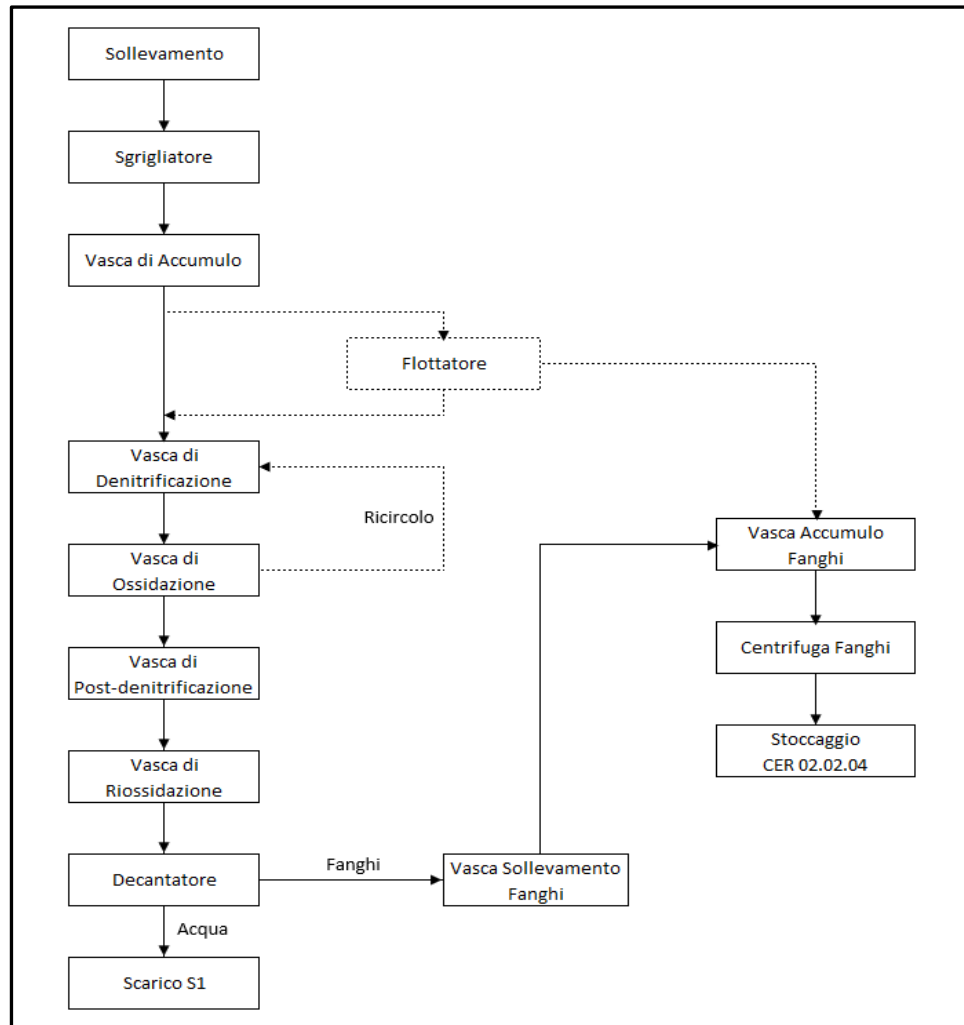 Sollevamento
Sgrigliatore
Vasca di Accumulo
Flottatore
Vasca di
Denitrificazione
Ricircolo
Vasca di
Ossidazione
Vasca Accumulo
Fanghi
Centrifuga Fanghi
Vasca di
Post-denitrificazione
Stoccaggio
CER 02.02.04
Vasca di
Riossidazione
Decantatore
Fanghi
Vasca Sollevamento
Fanghi
Acqua
Scarico S1